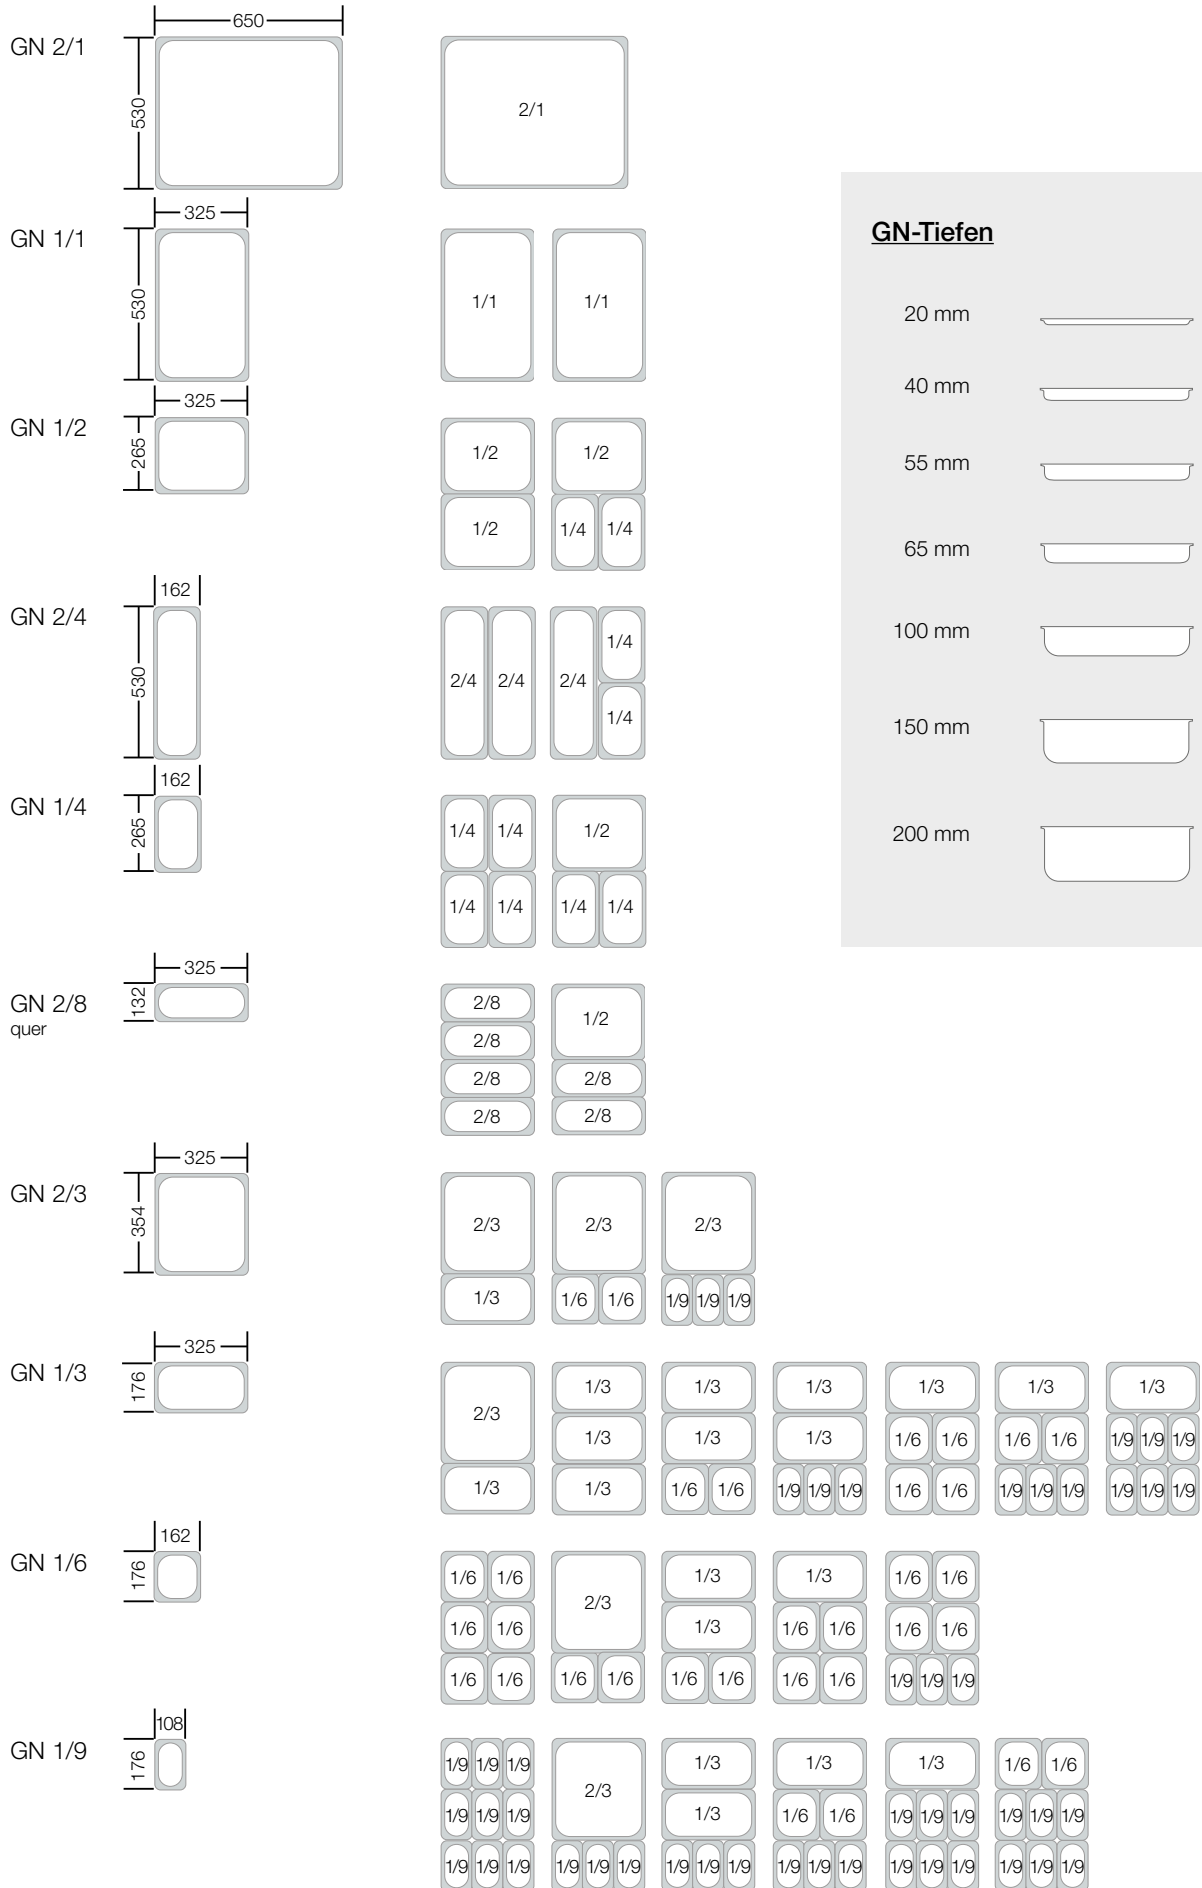 GN 2/1
650
530
2/1
GN 1/1
325
530
1/1 1/1
GN 1/2
325
265
1/2 1/2
1/2 1/4 1/4
GN 2/4
162
530
2/4 2/4 2/4 1/4
1/4
GN 1/4
162
265
1/4 1/4 1/2
1/4 1/4 1/4 1/4
GN 2/8
quer
325
132
2/8 1/2
2/8
2/8 2/8
2/8 2/8
GN 2/3
325
354
2/3 2/3 2/3
1/3 1/6 1/6 1/9 1/9 1/9
GN 1/3
325
176
2/3 1/3 1/3 1/3 1/3 1/3 1/3
1/3 1/3 1/3 1/6 1/6 1/6 1/6 1/9 1/9 1/9
1/3 1/3 1/6 1/6 1/9 1/9 1/9 1/6 1/6 1/9 1/9 1/9 1/9 1/9 1/9
GN 1/6
162
176
1/6 1/6 2/3 1/3 1/3 1/6 1/6
1/6 1/6 1/3 1/6 1/6 1/6 1/6
1/6 1/6 1/6 1/6 1/6 1/6 1/6 1/6 1/9 1/9 1/9
GN 1/9
108
176
1/9 1/9 1/9 2/3 1/3 1/3 1/3 1/6 1/6
1/9 1/9 1/9 1/3 1/6 1/6 1/9 1/9 1/9 1/9 1/9 1/9
1/9 1/9 1/9 1/9 1/9 1/9 1/9 1/9 1/9 1/9 1/9 1/9 1/9 1/9 1/9 1/9 1/9 1/9
GN-Tiefen
20 mm
40 mm
55 mm
65 mm
100 mm
150 mm
200 mm